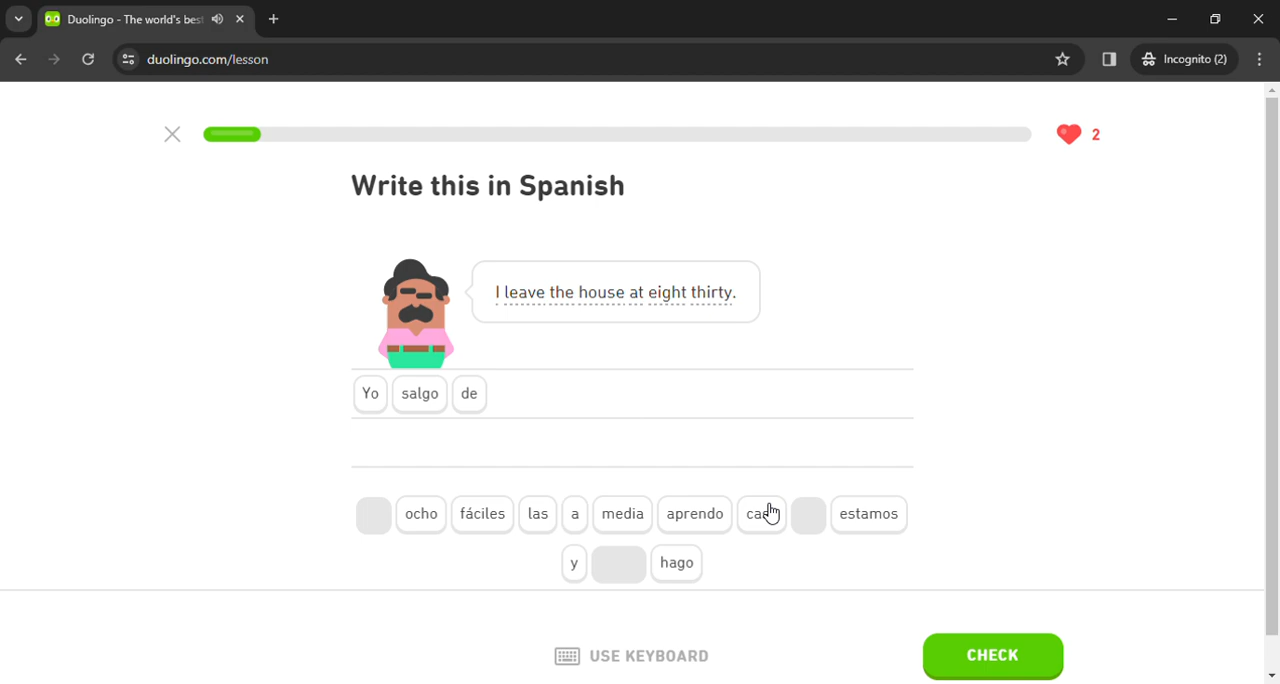 Duolingo - The world's best
duolingo.com/lesson
Incognito (2)
2
Write this in Spanish
I leave the house at eight thirty.
Yo salgo de
ocho fáciles las a media aprendo estamos
y hago
USE KEYBOARD
CHECK